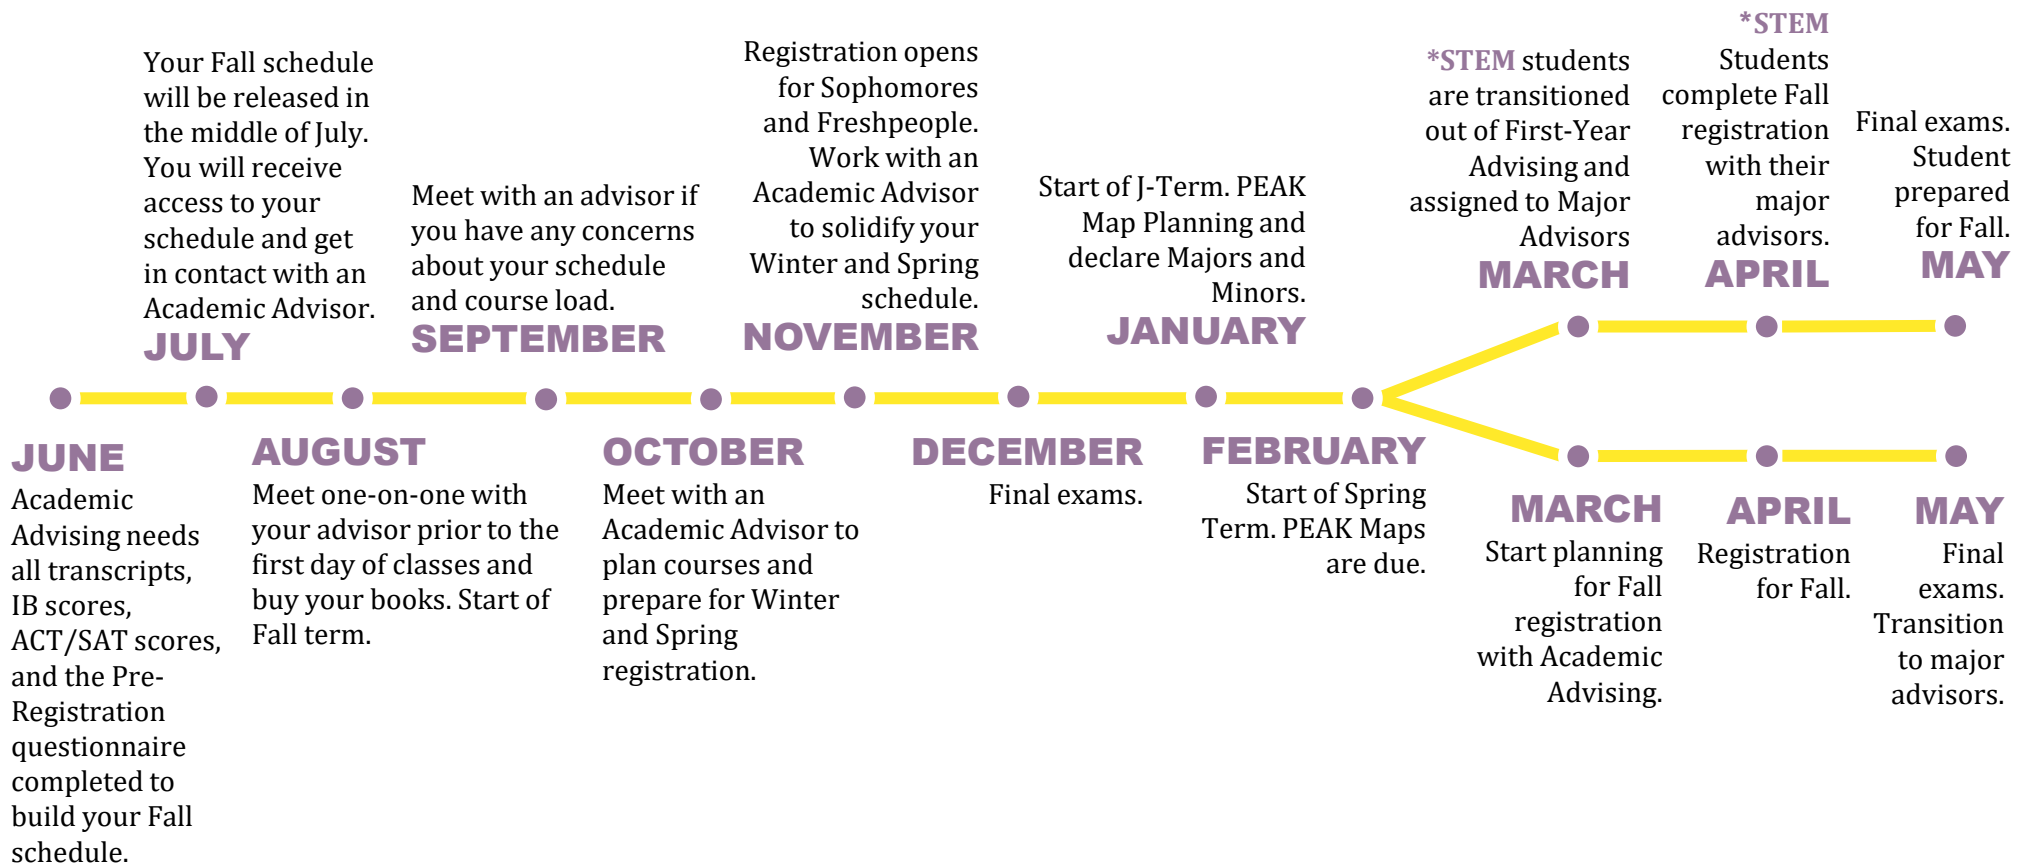 JUNE
Academic
Advising needs
all transcripts,
IB scores,
ACT/SAT scores,
and the Pre-
Registration
questionnaire
completed to
build your Fall
schedule.
Your Fall schedule
will be released in
the middle of July.
You will receive
access to your
schedule and get
in contact with an
Academic Advisor.
JULY
AUGUST
Meet one-on-one with
your advisor prior to the
first day of classes and
buy your books. Start of
Fall term.
Meet with an advisor if
you have any concerns
about your schedule
and course load.
SEPTEMBER
OCTOBER
Meet with an
Academic Advisor to
plan courses and
prepare for Winter
and Spring
registration.
Registration opens
for Sophomores
and Freshpeople.
Work with an
Academic Advisor
to solidify your
Winter and Spring
schedule.
NOVEMBER
DECEMBER
Final exams.
Start of J-Term. PEAK
Map Planning and
declare Majors and
Minors.
JANUARY
FEBRUARY
Start of Spring
Term. PEAK Maps
are due.
*STEM students
are transitioned
out of First-Year
Advising and
assigned to Major
Advisors
MARCH
*STEM
Students
complete Fall
registration
with their
major
advisors.
APRIL
Final exams.
Student
prepared
for Fall.
MAY
MARCH
Start planning
for Fall
registration
with Academic
Advising.
APRIL
Registration
for Fall.
MAY
Final
exams.
Transition
to major
advisors.